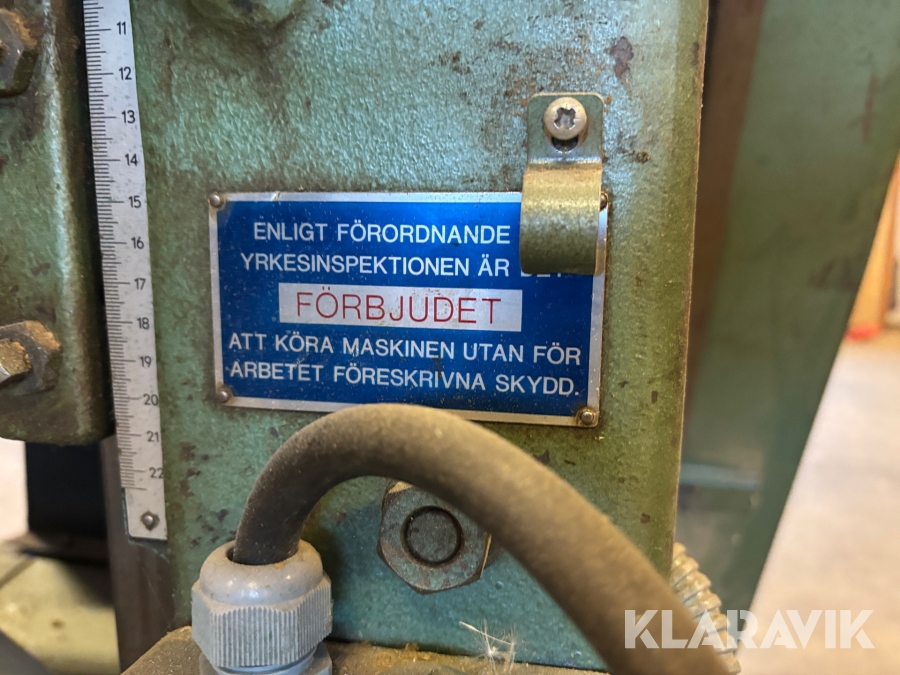 11
12
13
14
15
16
17
18
19
20
21
22
ENLIGT FÖRORDNANDE
YRKESINSPEKTIONEN ÄR
FÖRBJUDET
ATT KÖRA MASKINEN UTAN FÖR
ARBETET FÖRESKRIVNA SKYDD.
KLARAVIK